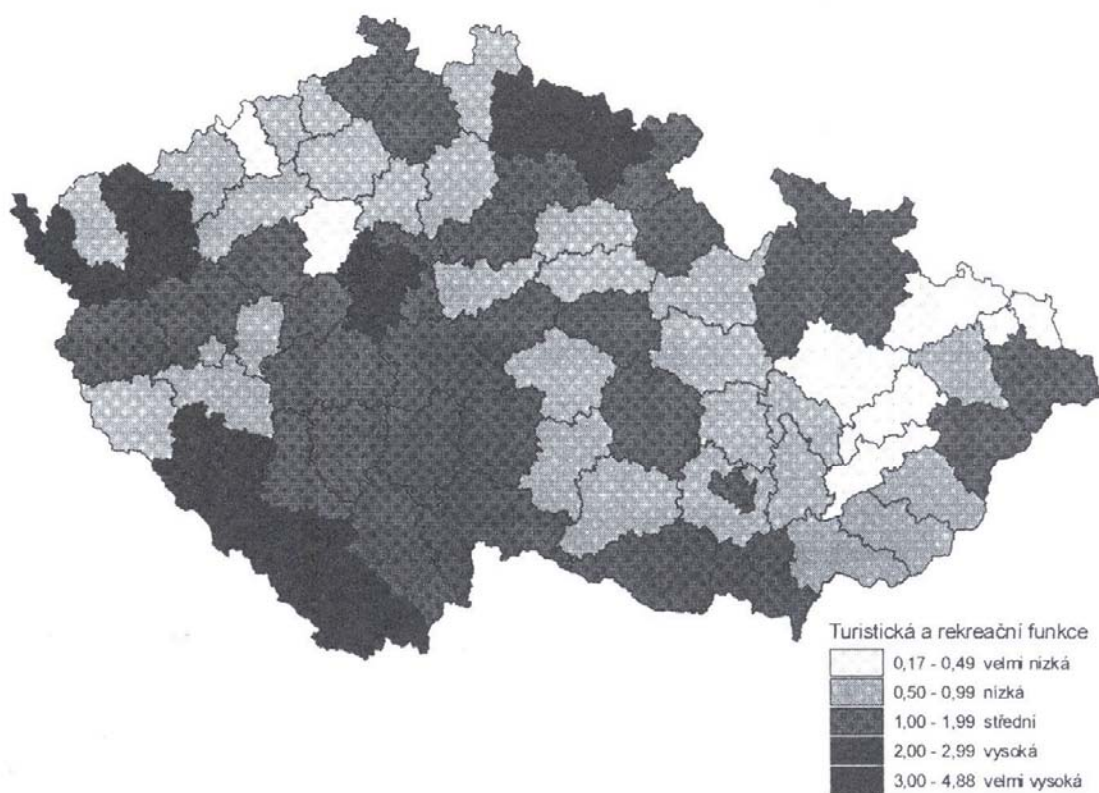 Turistická a rekreační funkce
0,17 - 0,49 velmi nízká
0,50 - 0,99 nízká
1,00 - 1,99 střední
2,00 - 2,99 vysoká
3,00 - 4,88 velmi vysoká